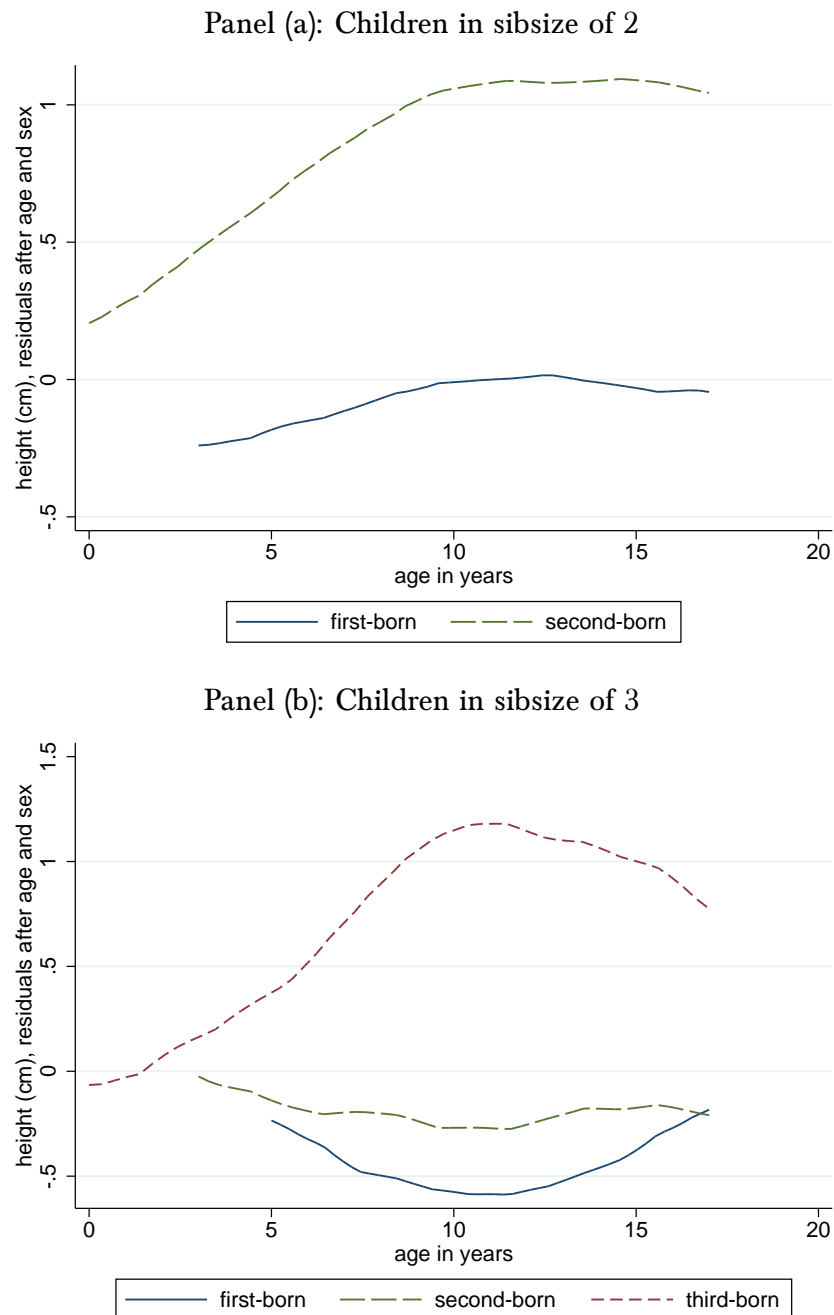 Panel (a): Children in sibsize of 2
height (cm), residuals after age and sex
1
.5
0
-.5
0 5 10 15 20
age in years
first-born second-born
Panel (b): Children in sibsize of 3
height (cm), residuals after age and sex
1.5
1
.5
0
-.5
0 5 10 15 20
age in years
first-born second-born third-born